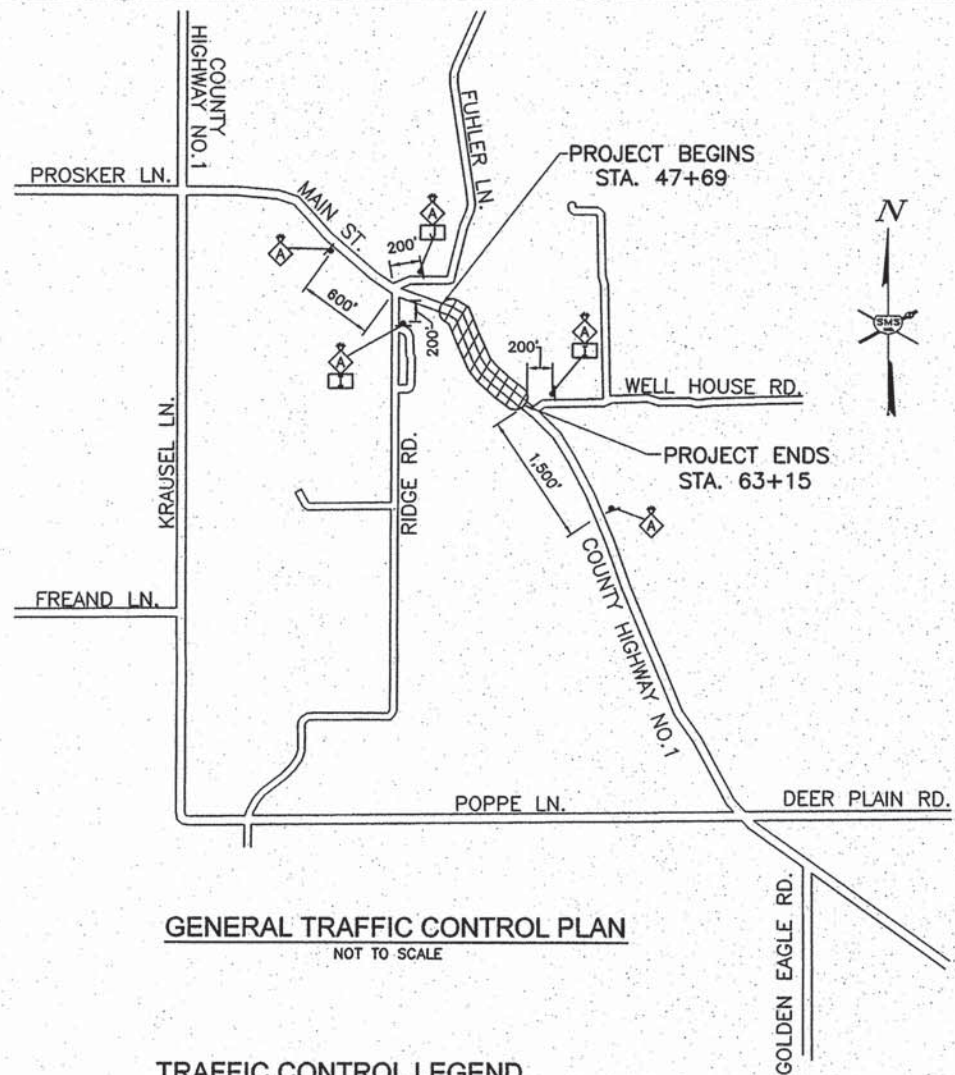 COUNTY
HIGHWAY NO.1
PROSKER LN.
MAIN ST.
FUHLER LN.
PROJECT BEGINS
STA. 47+69
N
A
200'
A
600'
200'
A
I
SMS
200'
A
I
WELL HOUSE RD.
PROJECT ENDS
STA. 63+15
1,500'
A
KRAUSEL LN.
RIDGE RD.
COUNTY HIGHWAY NO.1
FREAND LN.
POPPE LN.
DEER PLAIN RD.
GOLDEN EAGLE RD.
GENERAL TRAFFIC CONTROL PLAN
NOT TO SCALE
TRAFFIC CONTROL LEGEND